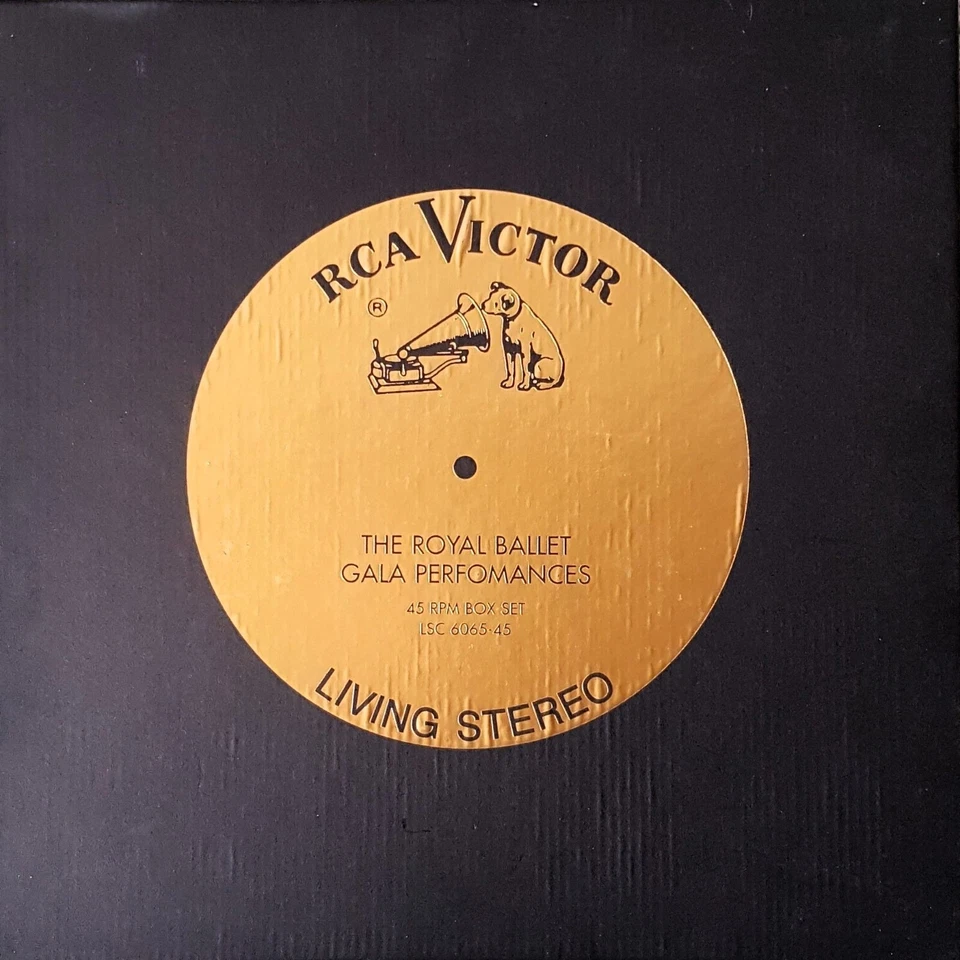 RCA VICTOR
®
THE ROYAL BALLET
GALA PERFOMANCES
45 RPM BOX SET
LSC 6065-45
LIVING STEREO